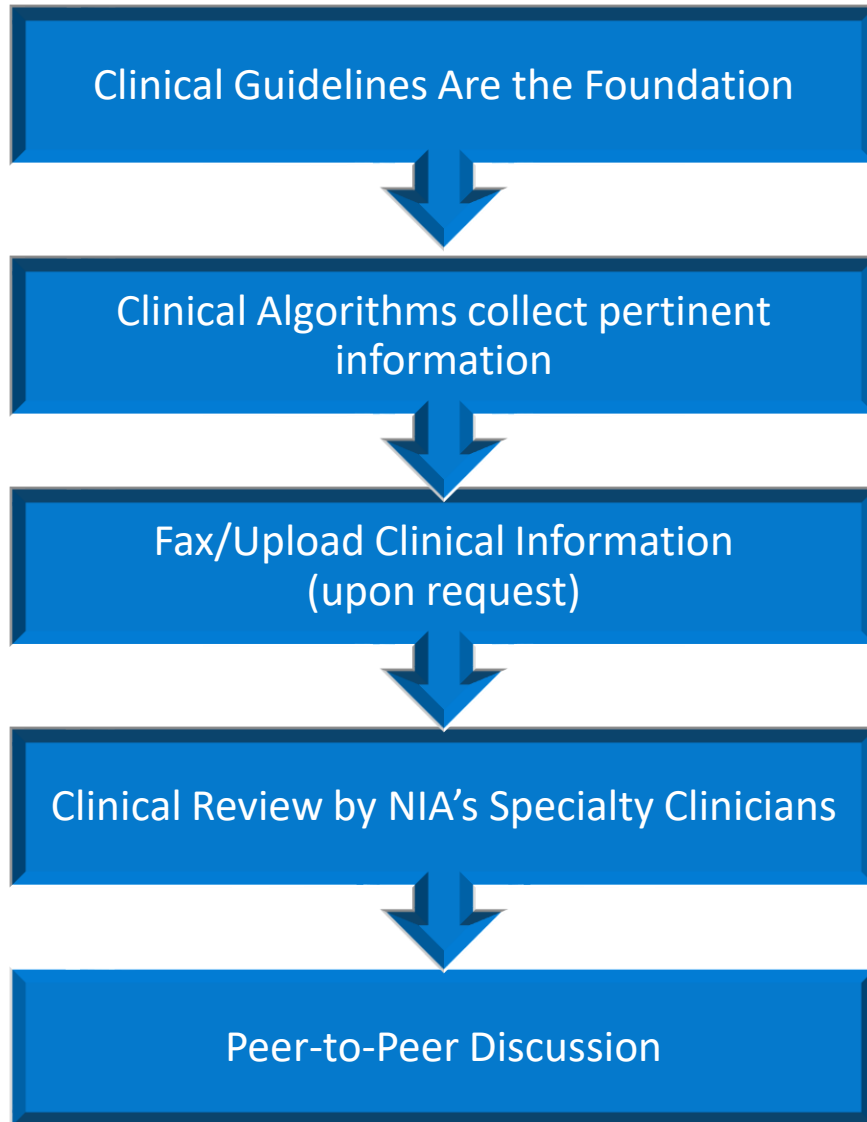 Clinical Guidelines Are the Foundation
Clinical Algorithms collect pertinent
information
Fax/Upload Clinical Information
(upon request)
Clinical Review by NIA’s Specialty Clinicians
Peer-to-Peer Discussion